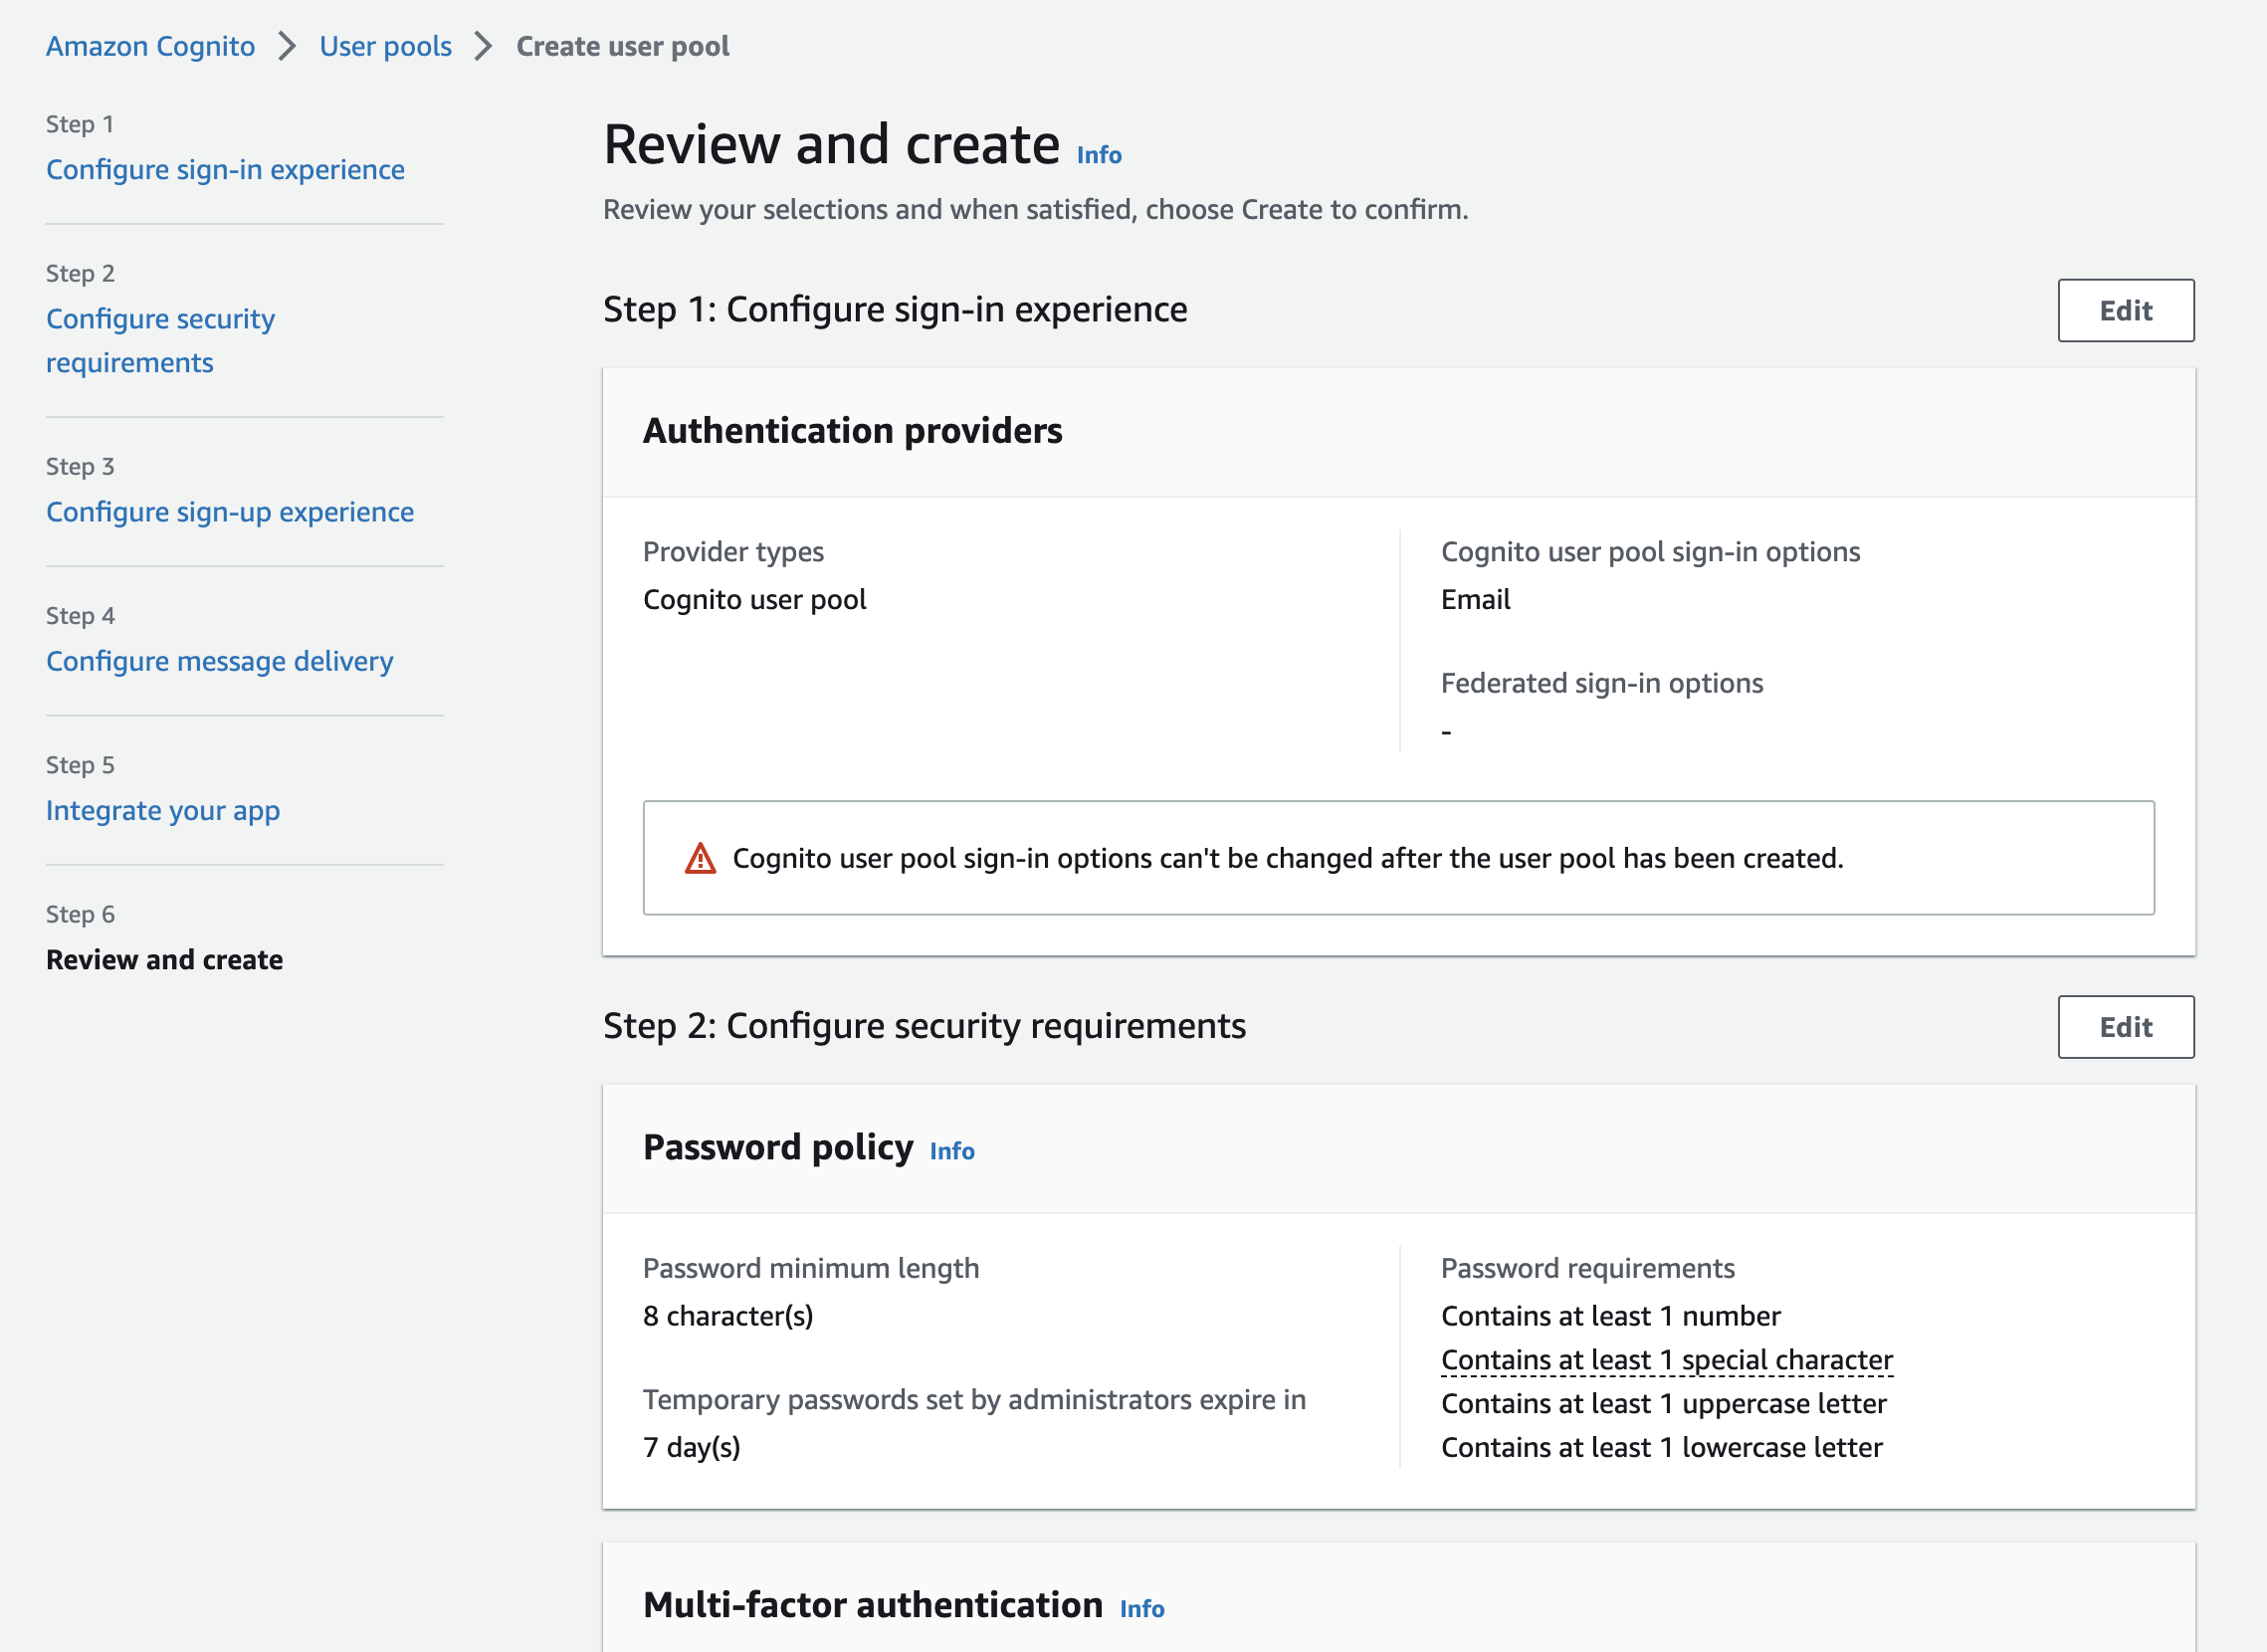 Amazon Cognito > User pools > Create user pool
Step 1
Configure sign-in experience
Step 2
Configure security
requirements
Step 3
Configure sign-up experience
Step 4
Configure message delivery
Step 5
Integrate your app
Step 6
Review and create
Review and create Info
Review your selections and when satisfied, choose Create to confirm.
Step 1: Configure sign-in experience
Edit
Authentication providers
Provider types
Cognito user pool
Cognito user pool sign-in options
Email
Federated sign-in options
-
Cognito user pool sign-in options can't be changed after the user pool has been created.
Step 2: Configure security requirements
Edit
Password policy Info
Password minimum length
8 character(s)
Temporary passwords set by administrators expire in
7 day(s)
Password requirements
Contains at least 1 number
Contains at least 1 special character
Contains at least 1 uppercase letter
Contains at least 1 lowercase letter
Multi-factor authentication Info